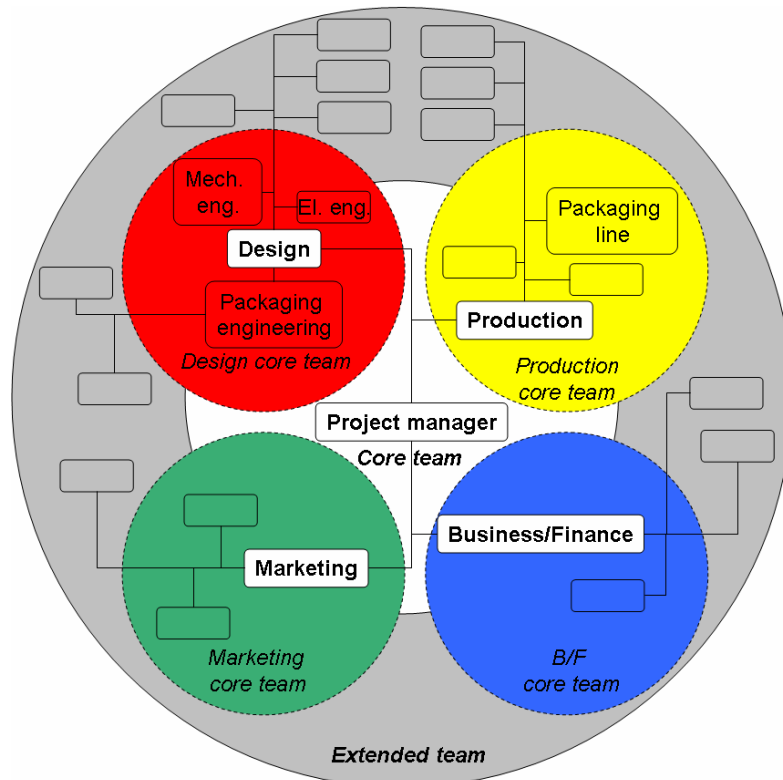 Mech.
eng.
El. eng.
Design
Packaging
engineering
Design core team
Packaging
line
Production
Production
core team
Project manager
Core team
Business/Finance
Marketing
Marketing
core team
B/F
core team
Extended team